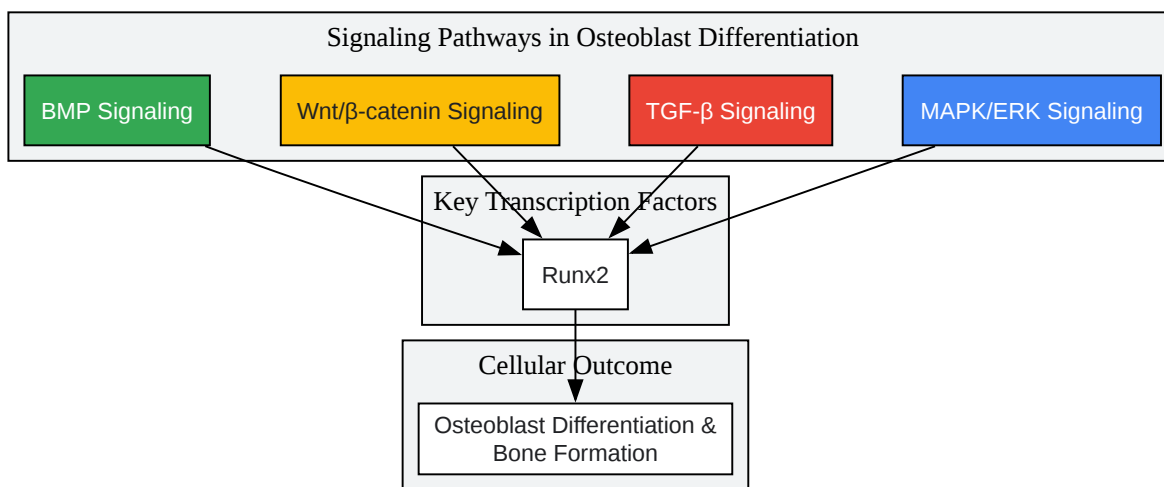 Signaling Pathways in Osteoblast Differentiation
BMP Signaling
Wnt/β-catenin Signaling
TGF-β Signaling
MAPK/ERK Signaling
Key Transcription Factors
Runx2
Cellular Outcome
Osteoblast Differentiation &
Bone Formation